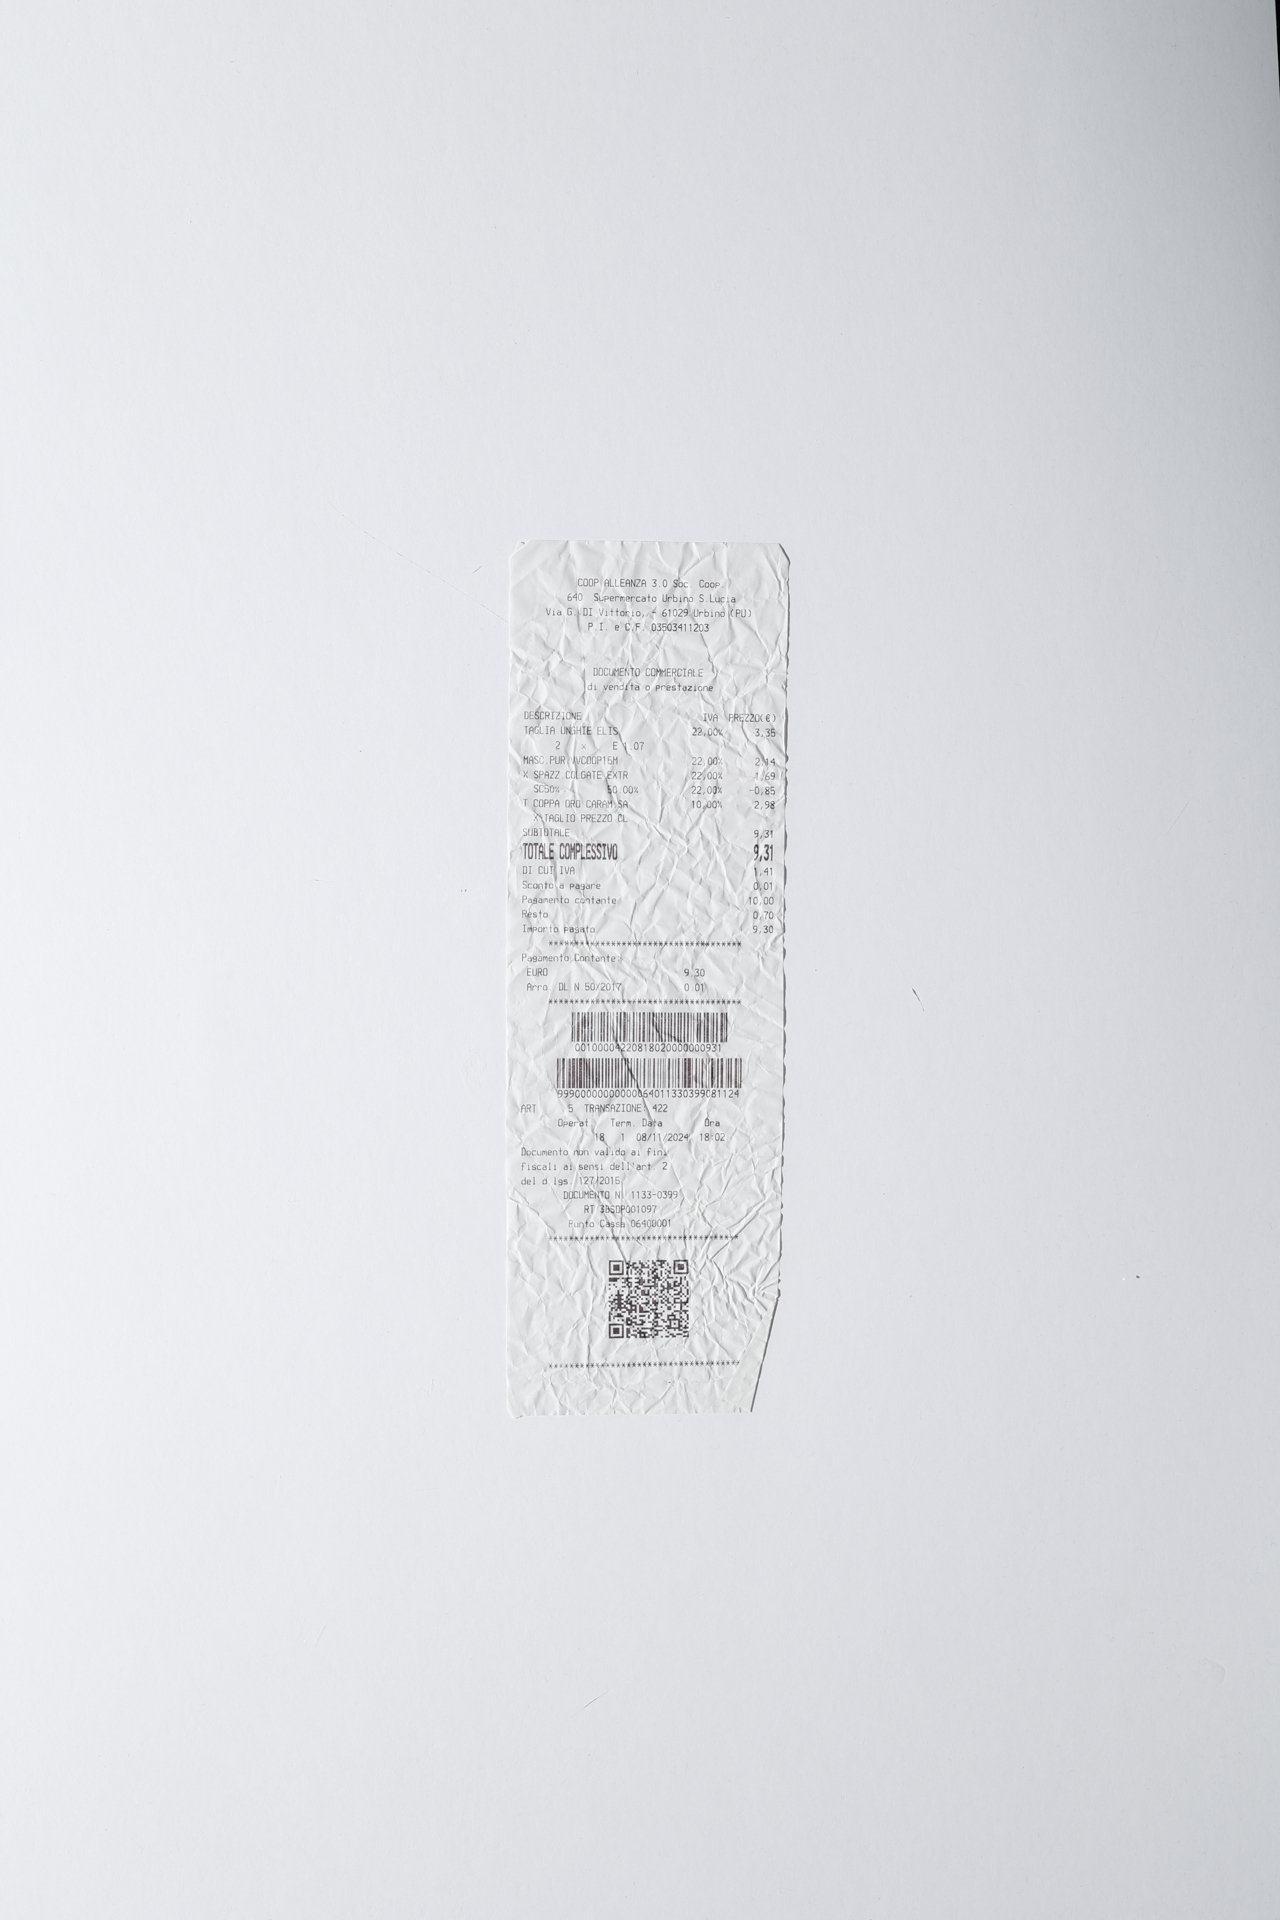 COOP ALLEANZA 3.0 Soc. Coop.
640 Supermercato Urbino S.Lucia
Via G. DI Vittorio, - 61029 Urbino (PU)
P.I. e C.F. 03503411203
DOCUMENTO COMMERCIALE
di vendita o prestazione
DESCRIZIONE IVA PREZZO(€)
TAGLIA UNGHIE ELIS 22,00% 3,35
2 x E 1.07
MASC.PUR. 22,00% 2,14
X SPAZZ.COLGATE EXTR 22,00% 1,69
SC50% 50.00% 22,00% -0,85
T COPPA ORO CARAM SA 10,00% 2,98
X TAGLIO PREZZO CL
SUBTOTALE 9,31
TOTALE COMPLESSIVO 9,31
DI CUI IVA 1,41
Sconto a pagare 0,01
Pagamento contante 10,00
Resto 0,70
Importo pagato 9,30
************************************
Pagamento Contante:
EURO 9.30
Arro. DL N 50/2017 0.01
************************************
00100004220818020000000931
ART 5 TRANSAZIONE: 422
Operat. Term. Data Ora
18 1 08/11/2024 18:02
Documento non valido ai fini
fiscali ai sensi dell'art. 2
del d.lgs. 127/2015
DOCUMENTO N. 1133-0399
RT
Punto Cassa 06400001
************************************
************************************